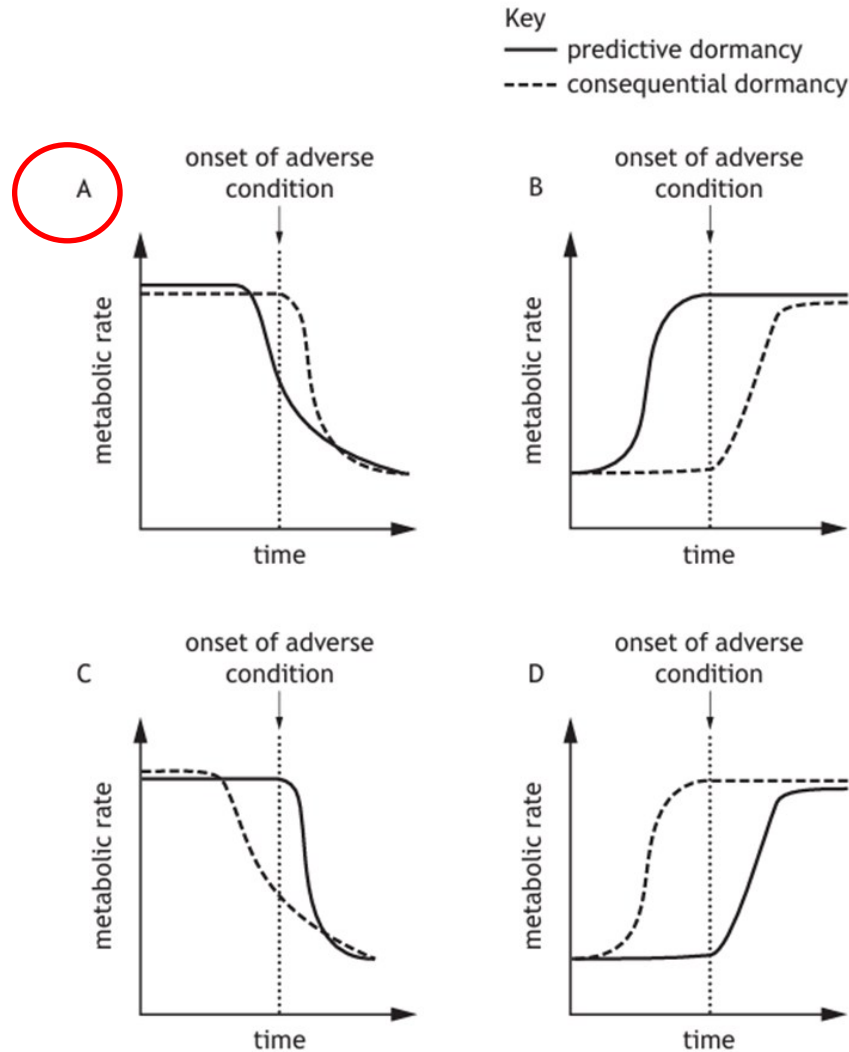 Key
predictive dormancy
consequential dormancy
A
onset of adverse
condition
metabolic rate
time
B
onset of adverse
condition
metabolic rate
time
C
onset of adverse
condition
metabolic rate
time
D
onset of adverse
condition
metabolic rate
time